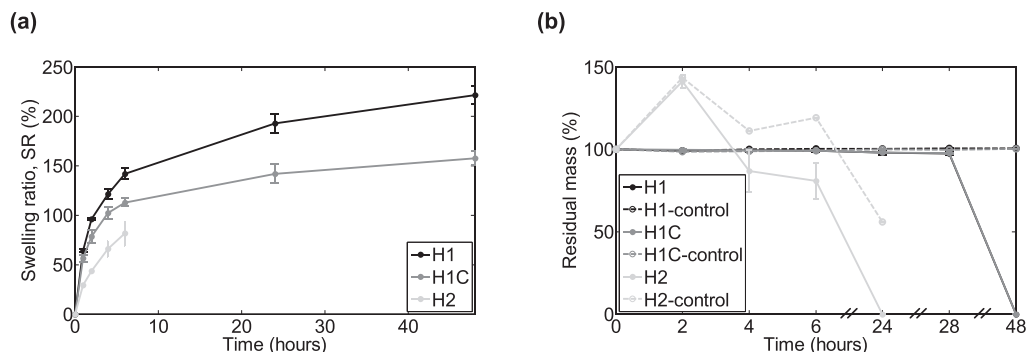 (a)
(b)
250
200
150
100
50
0
Swelling ratio, SR (%)
0
10
20
30
40
Time (hours)
H1
H1C
H2
150
100
50
0
Residual mass (%)
H1
H1-control
H1C
H1C-control
H2
H2-control
0
2
4
6
24
28
48
Time (hours)